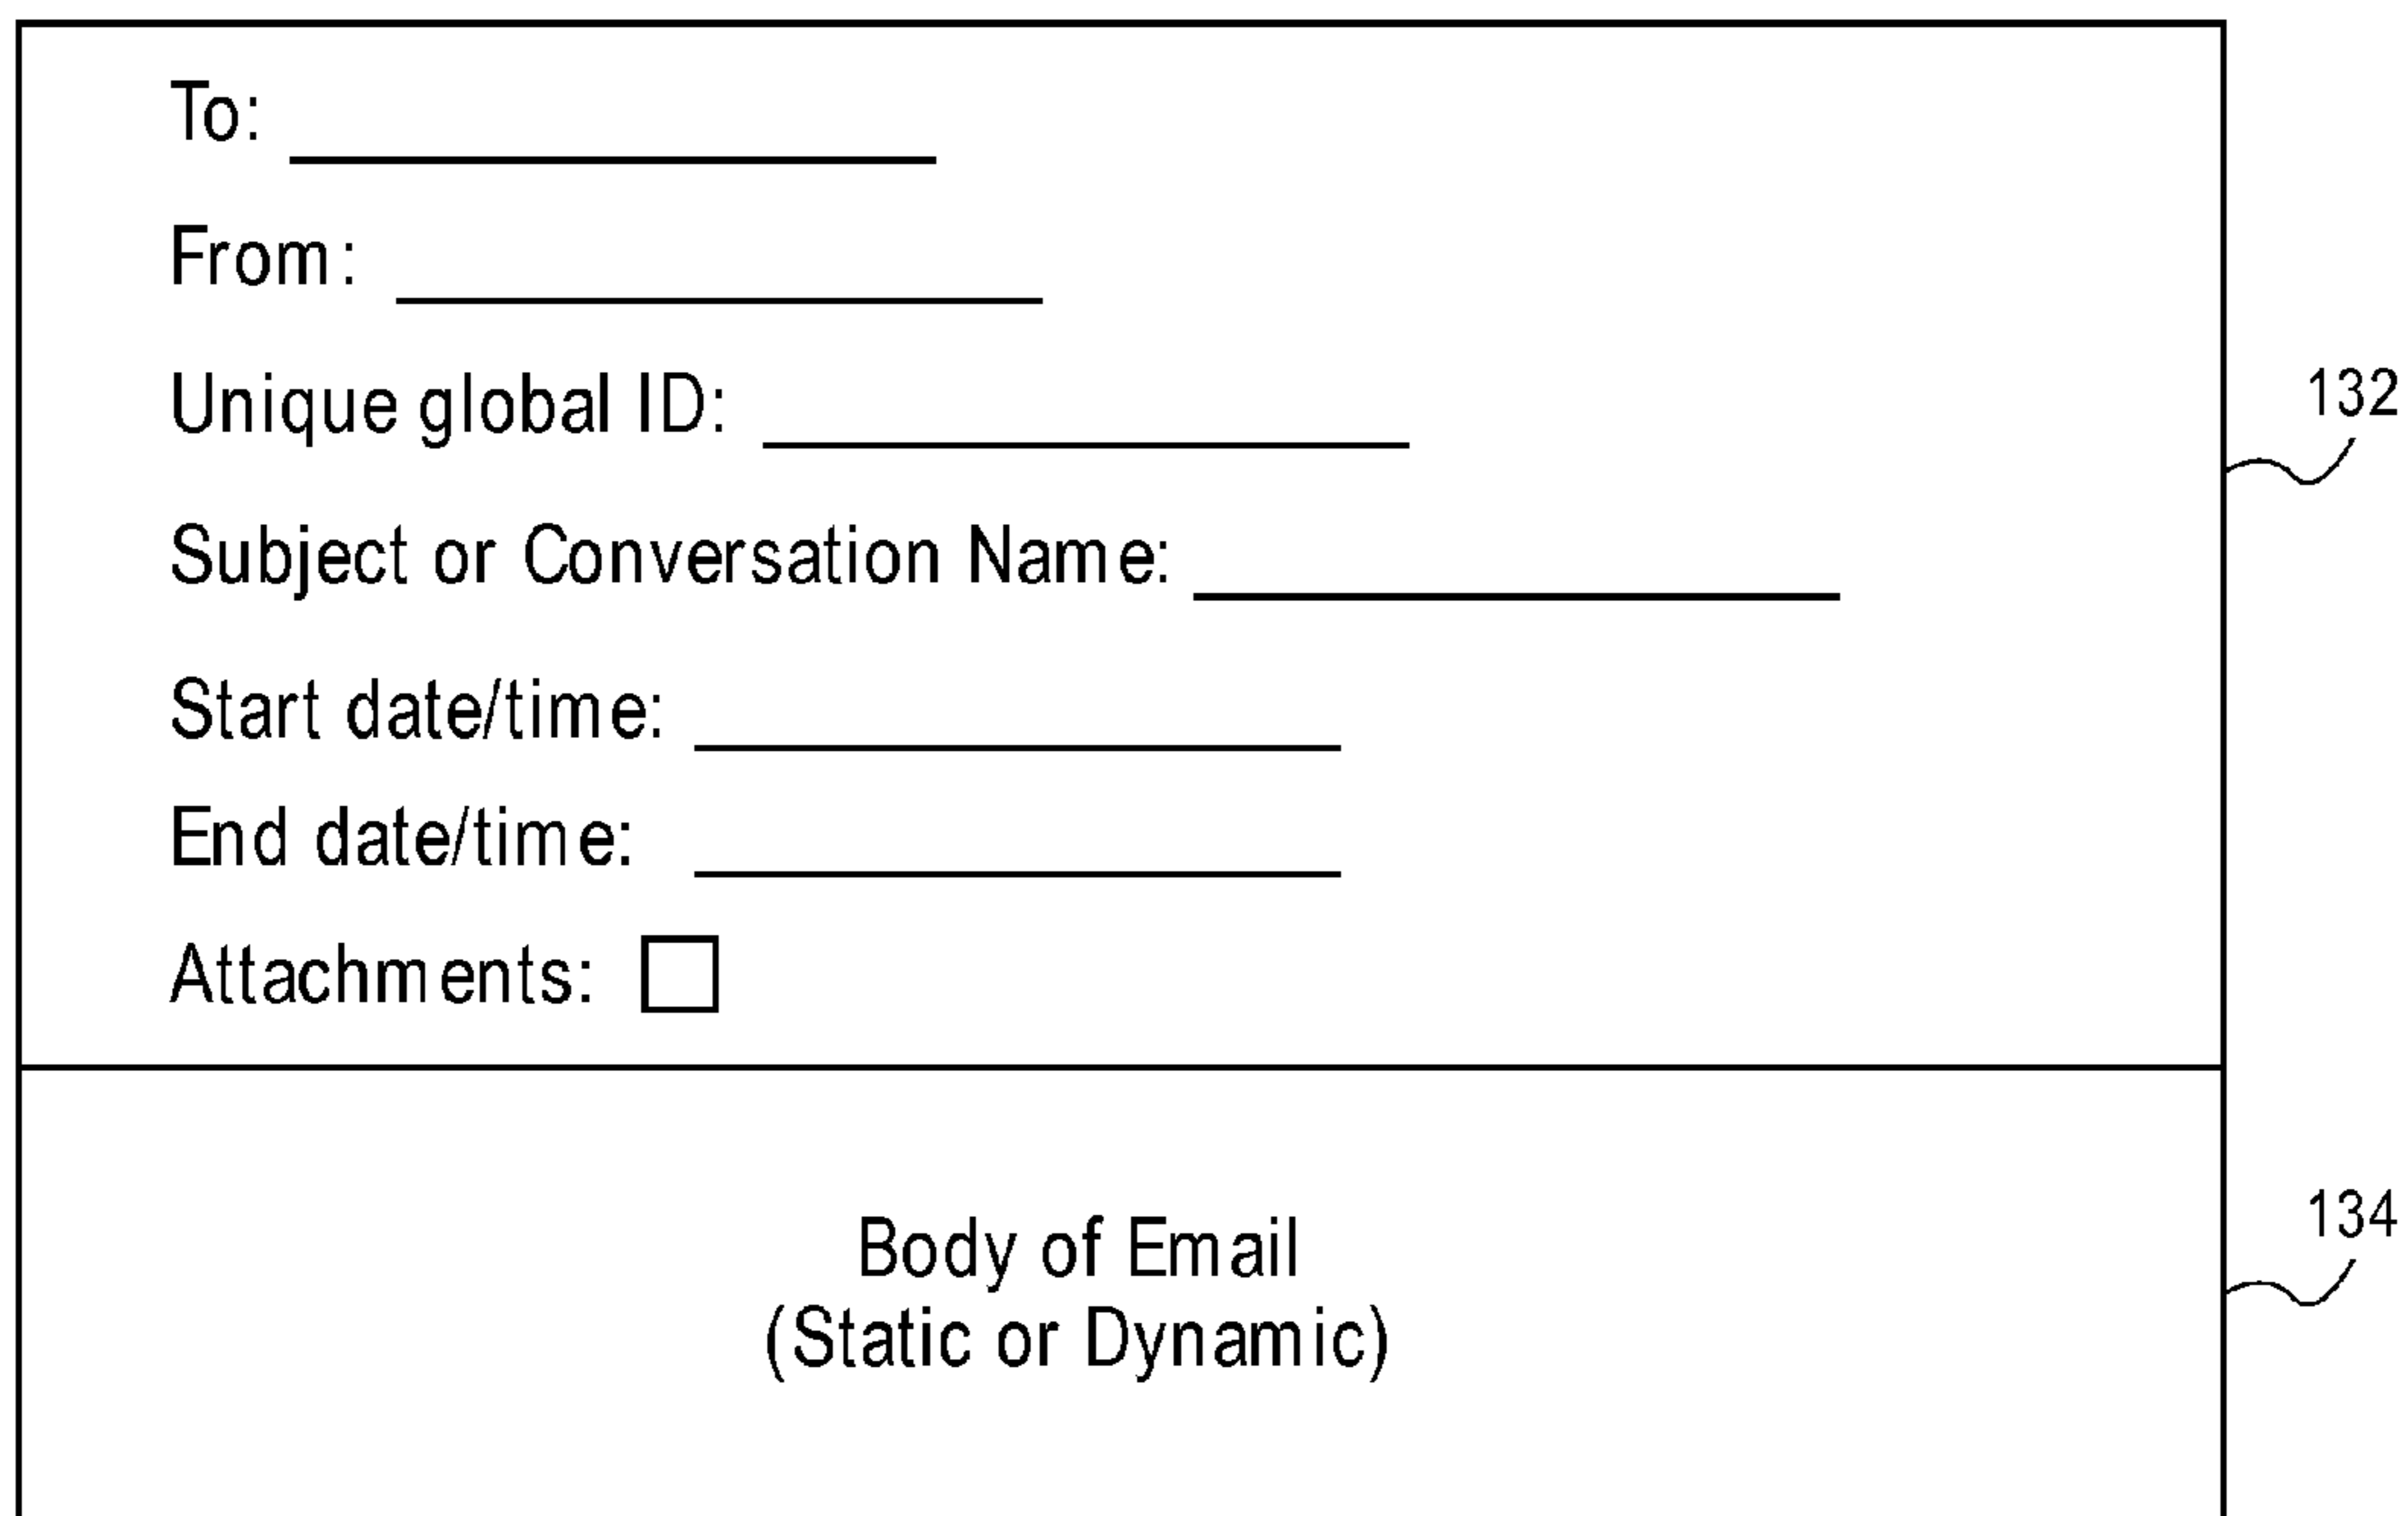 To:
From:
Unique global ID:
132
Subject or Conversation Name:
Start date/time:
End date/time:
Attachments:
134
Body of Email
(Static or Dynamic)